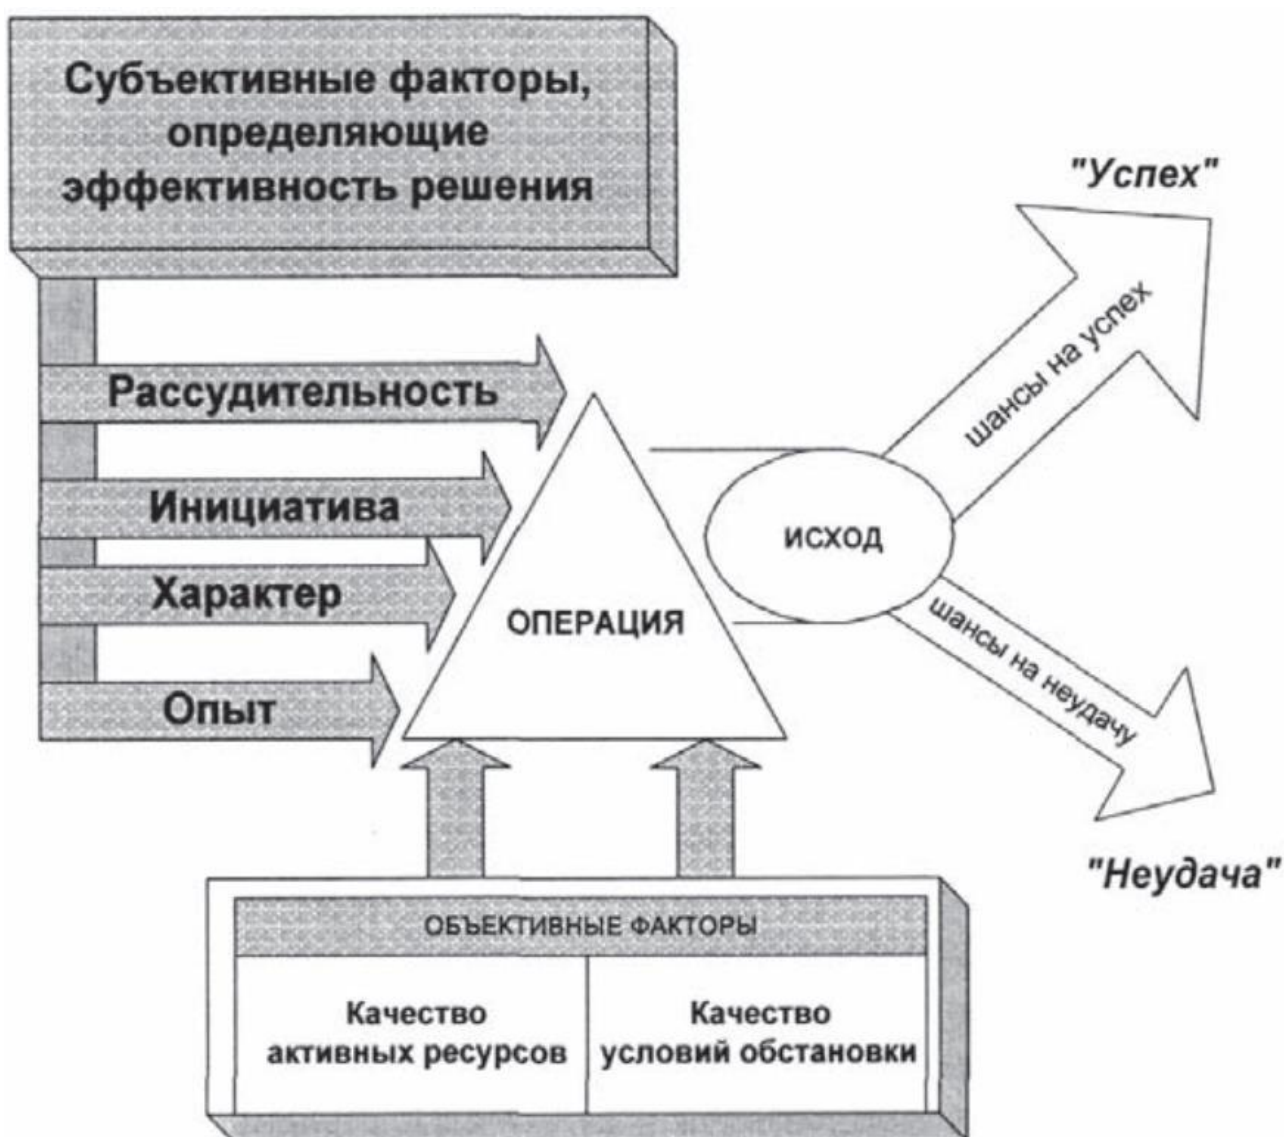 Субъективные факторы,
определяющие
эффективность решения
"Успех"
шансы на успех
Рассудительность
Инициатива
ИСХОД
Характер
ОПЕРАЦИЯ
шансы на неудачу
Опыт
"Неудача"
ОБЪЕКТИВНЫЕ ФАКТОРЫ
Качество
активных ресурсов
Качество
условий обстановки